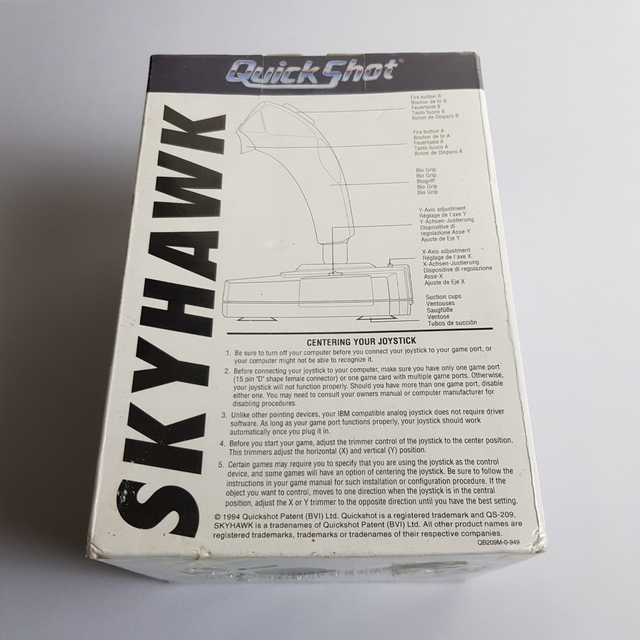 QuickShot®
SKYHAWK
Fire button B
Bouton de tir B
Feuertaste B
Tasto fuoco B
Boton de Disparo B
Fire button A
Bouton de tir A
Feuertaste A
Tasto fuoco A
Boton de Disparo A
Bio Grip
Bio Grip
Biogriff
Bio Grip
Bio Grip
Y-Axis adjustment
Réglage de l'axe Y
Y-Achsen-Justierung
Dispositivo di
regolazione Asse-Y
Ajuste de Eje Y
X-Axis adjustment
Réglage de l'axe X
X-Achsen-Justierung
Dispositivo di regolazione
Asse-X
Ajuste de Eje X
Suction cups
Ventouses
Saugfüße
Ventose
Tubos de succión
CENTERING YOUR JOYSTICK
1. Be sure to turn off your computer before you connect your joystick to your game port, or
your computer might not be able to recognize it.
2. Before connecting your joystick to your computer, make sure you have only one game port
(15 pin "D" shape female connector) or one game card with multiple game ports. Otherwise,
your joystick will not function properly. Should you have more than one game port, disable
either one. You may need to consult your owners manual or computer manufacturer for
disabling procedures.
3. Unlike other pointing devices, your IBM compatible analog joystick does not require driver
software. As long as your game port functions properly, your joystick should work
automatically once you plug it in.
4. Before you start your game, adjust the trimmer control of the joystick to the center position.
This trimmers adjust the horizontal (X) and vertical (Y) position.
5. Certain games may require you to specify that you are using the joystick as the control
device, and some games will have an option of centering the joystick. Be sure to follow the
instructions in your game manual for such installation or configuration procedure. If the
object you want to control, moves to one direction when the joystick is in the central
position, adjust the X or Y trimmer to the opposite direction until you have the best setting.
© 1994 Quickshot Patent (BVI) Ltd. Quickshot is a registered trademark and QS-209,
SKYHAWK is a tradenames of Quickshot Patent (BVI) Ltd. All other product names are
registered trademarks, trademarks or tradenames of their respective companies.
QB209M-0-949